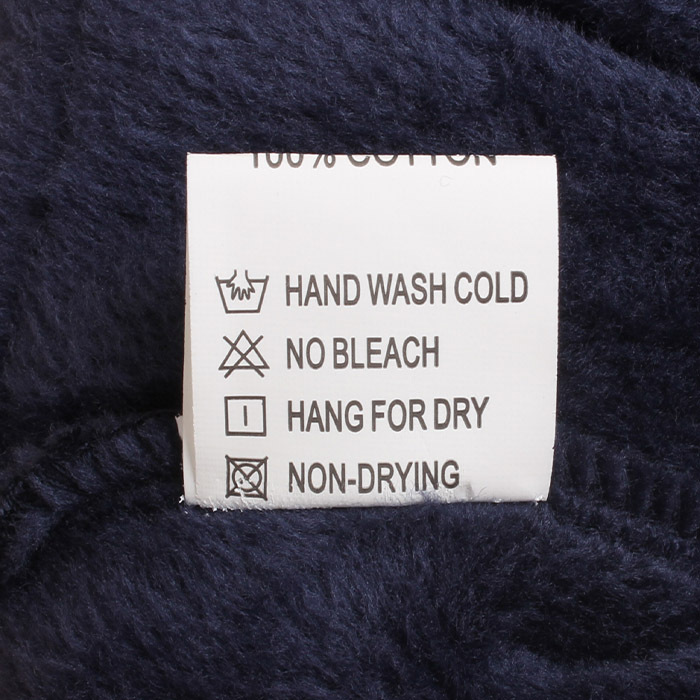 100% COTTON
HAND WASH COLD
NO BLEACH
HANG FOR DRY
NON-DRYING